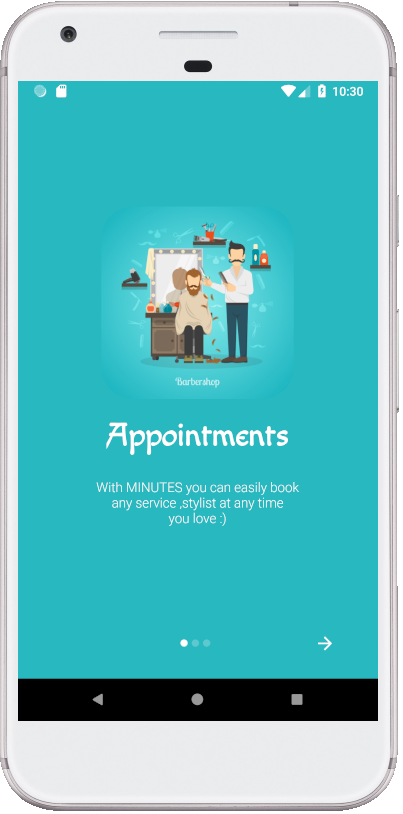 10:30
Barbershop
Appointments
With MINUTES you can easily book
any service ,stylist at any time
you love :)